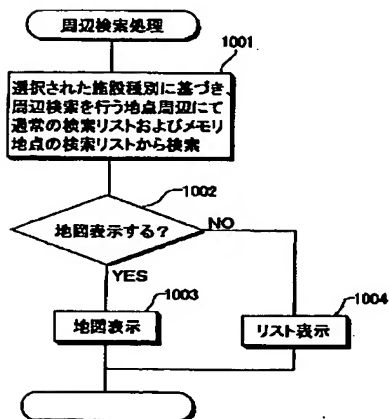 周辺検索処理
1001
選択された施設種別に基づき、
周辺検索を行う地点周辺にて
通常の検索リストおよびメモリ
地点の検索リストから検索
1002
地図表示する?
NO
YES
1003
地図表示
1004
リスト表示